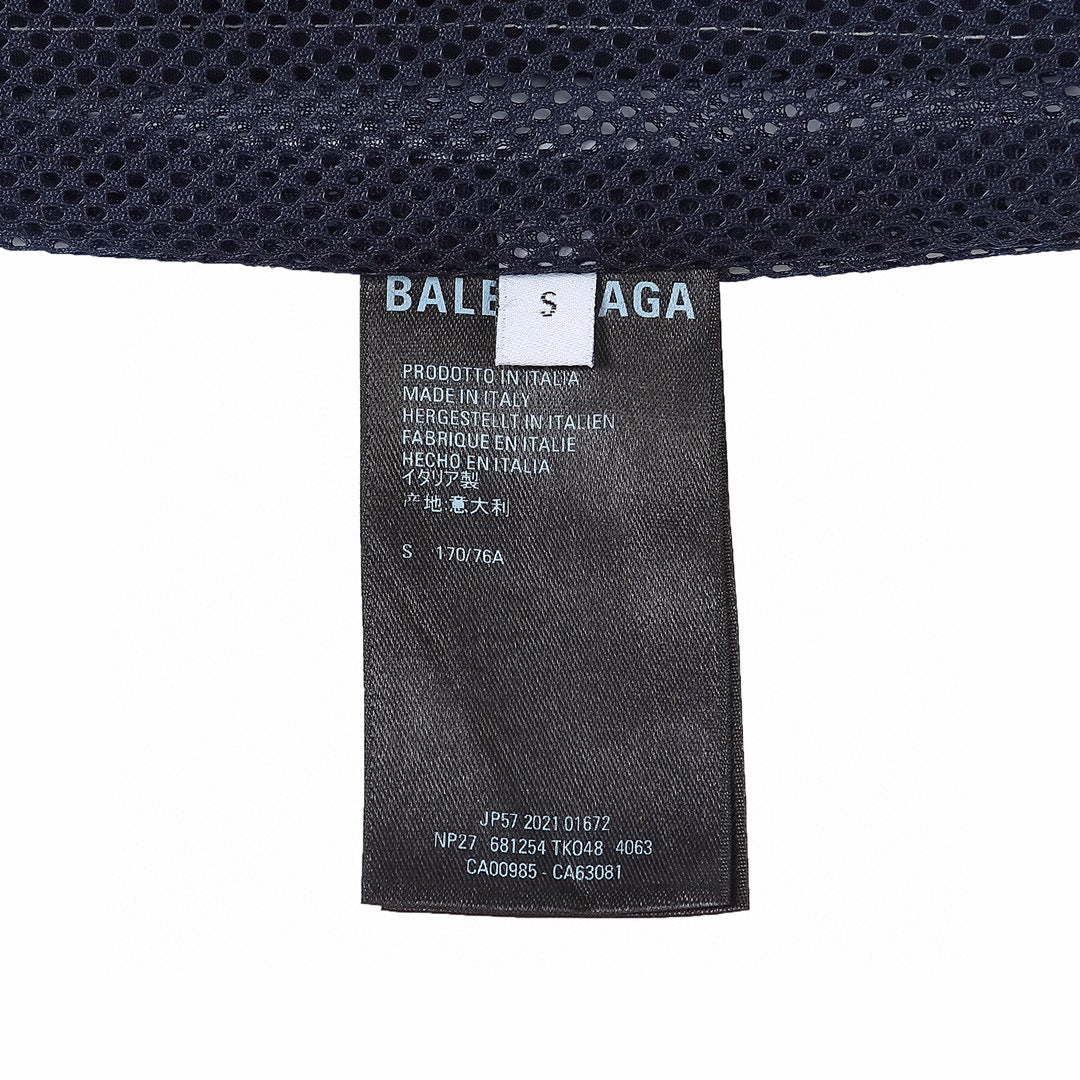 BALE AGA
S
PRODOTTO IN ITALIA
MADE IN ITALY
HERGESTELLT IN ITALIEN
FABRIQUE EN ITALIE
HECHO EN ITALIA
イタリア製
产地:意大利
S 170/76A
JP57 2021 01672
NP27 681254 TKO48 4063
CA00985 - CA63081